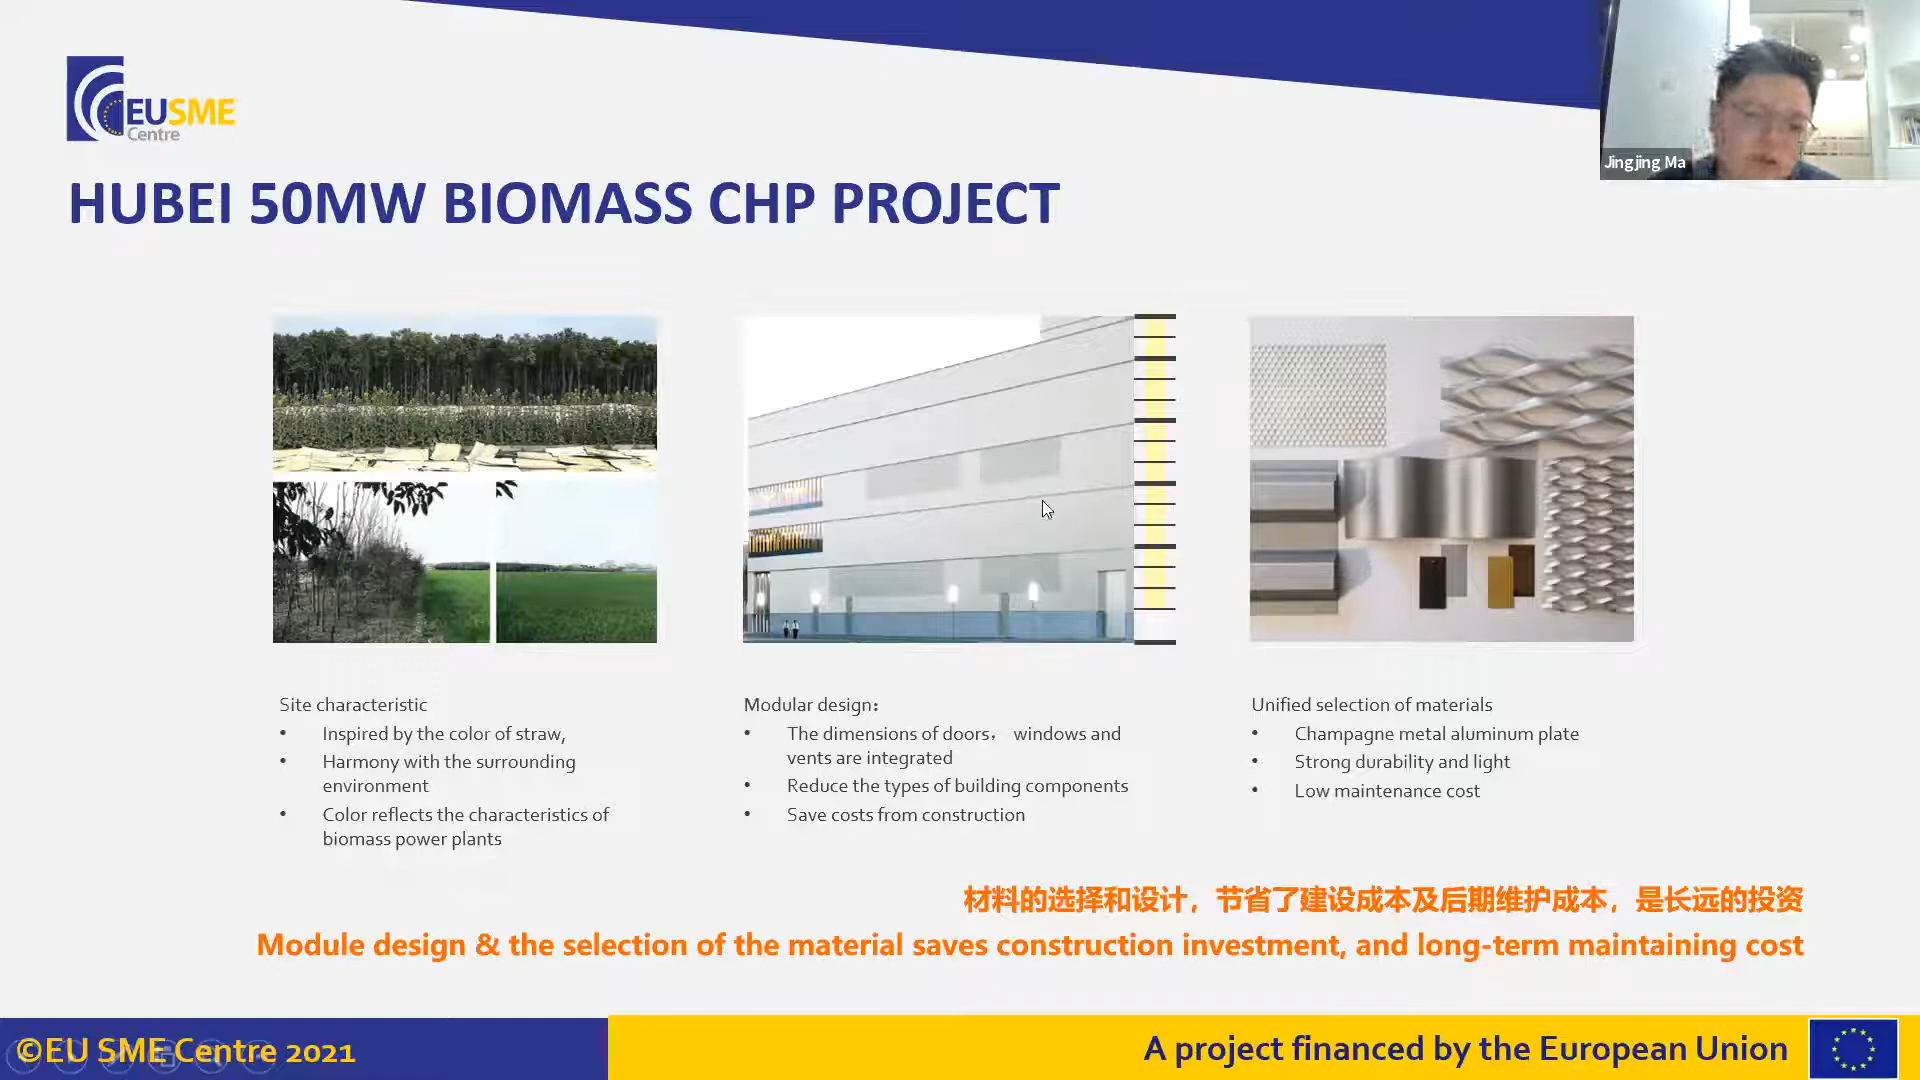 EUSME
Centre
Jingjing Ma
HUBEI 50MW BIOMASS CHP PROJECT
Site characteristic
• Inspired by the color of straw,
• Harmony with the surrounding
environment
• Color reflects the characteristics of
biomass power plants
Modular design：
• The dimensions of doors， windows and
vents are integrated
• Reduce the types of building components
• Save costs from construction
Unified selection of materials
• Champagne metal aluminum plate
• Strong durability and light
• Low maintenance cost
材料的选择和设计，节省了建设成本及后期维护成本，是长远的投资
Module design & the selection of the material saves construction investment, and long-term maintaining cost
©EU SME Centre 2021
A project financed by the European Union